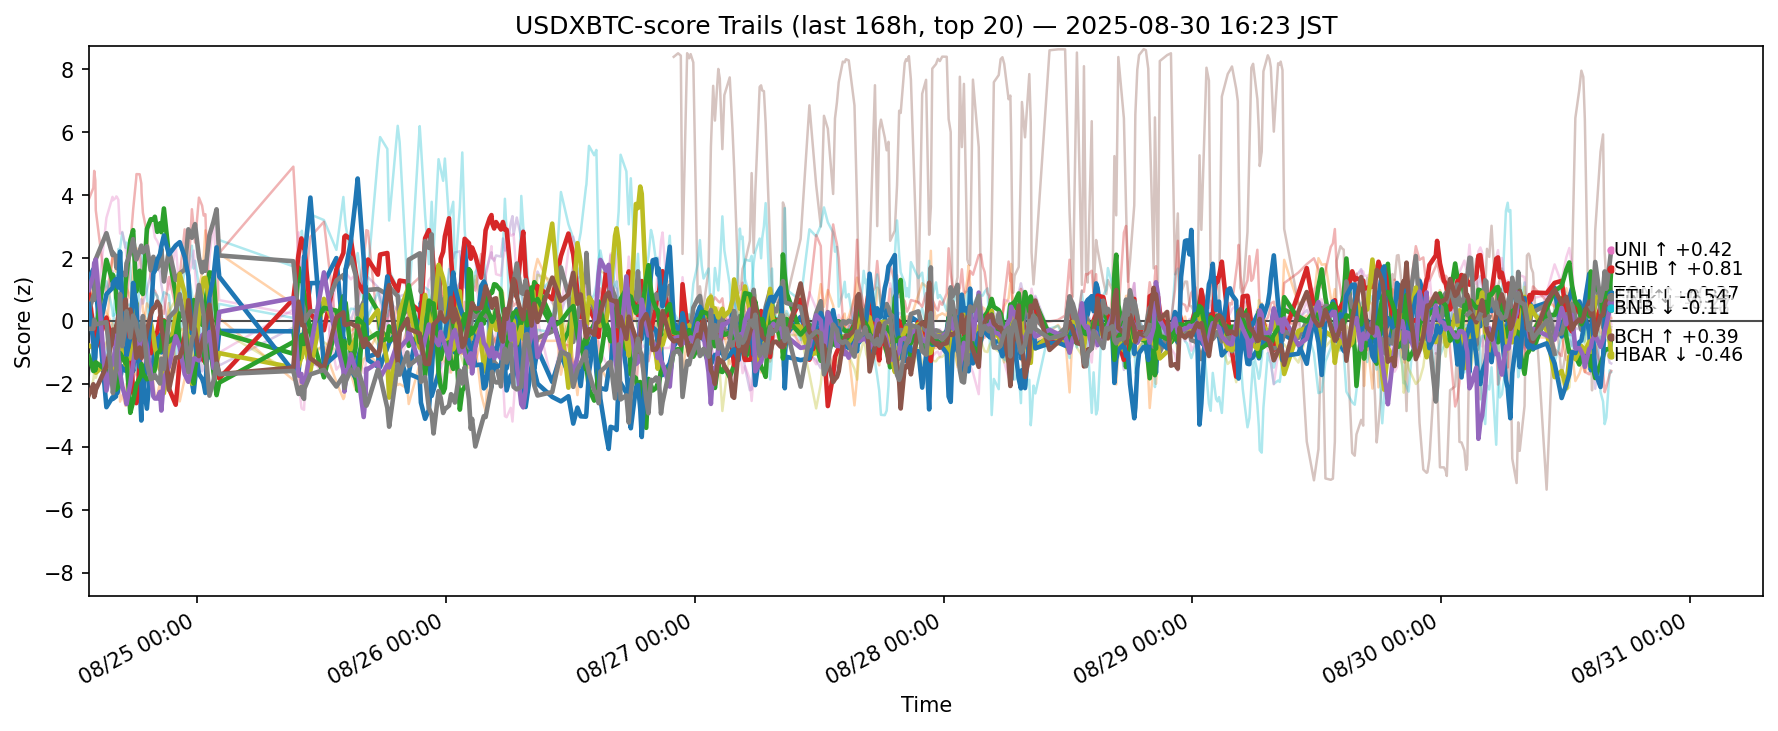 USDXBTC-score Trails (last 168h, top 20) — 2025-08-30 16:23 JST
Score (z)
8
6
4
2
0
−2
−4
−6
−8
UNI ↑ +0.42
SHIB ↑ +0.81
BNB ↓ -0.11
BCH ↑ +0.39
HBAR ↓ -0.46
08/25 00:00
08/26 00:00
08/27 00:00
08/28 00:00
08/29 00:00
08/30 00:00
08/31 00:00
Time